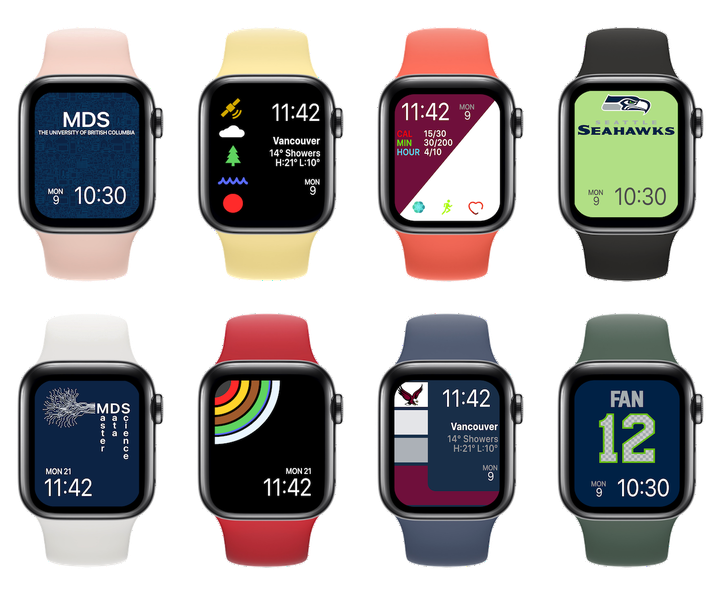 MDS
THE UNIVERSITY OF BRITISH COLUMBIA
MON
9
10:30
11:42
Vancouver
14° Showers
H:21° L:10°
MON
9
11:42
MON
9
CAL 15/30
MIN 30/200
HOUR 4/10
SEATTLE
SEAHAWKS
MON
9
10:30
MDS
aster
ata
cience
MON 21
11:42
MON 21
11:42
11:42
Vancouver
14° Showers
H:21° L:10°
MON
9
FAN
12
MON
9
10:30